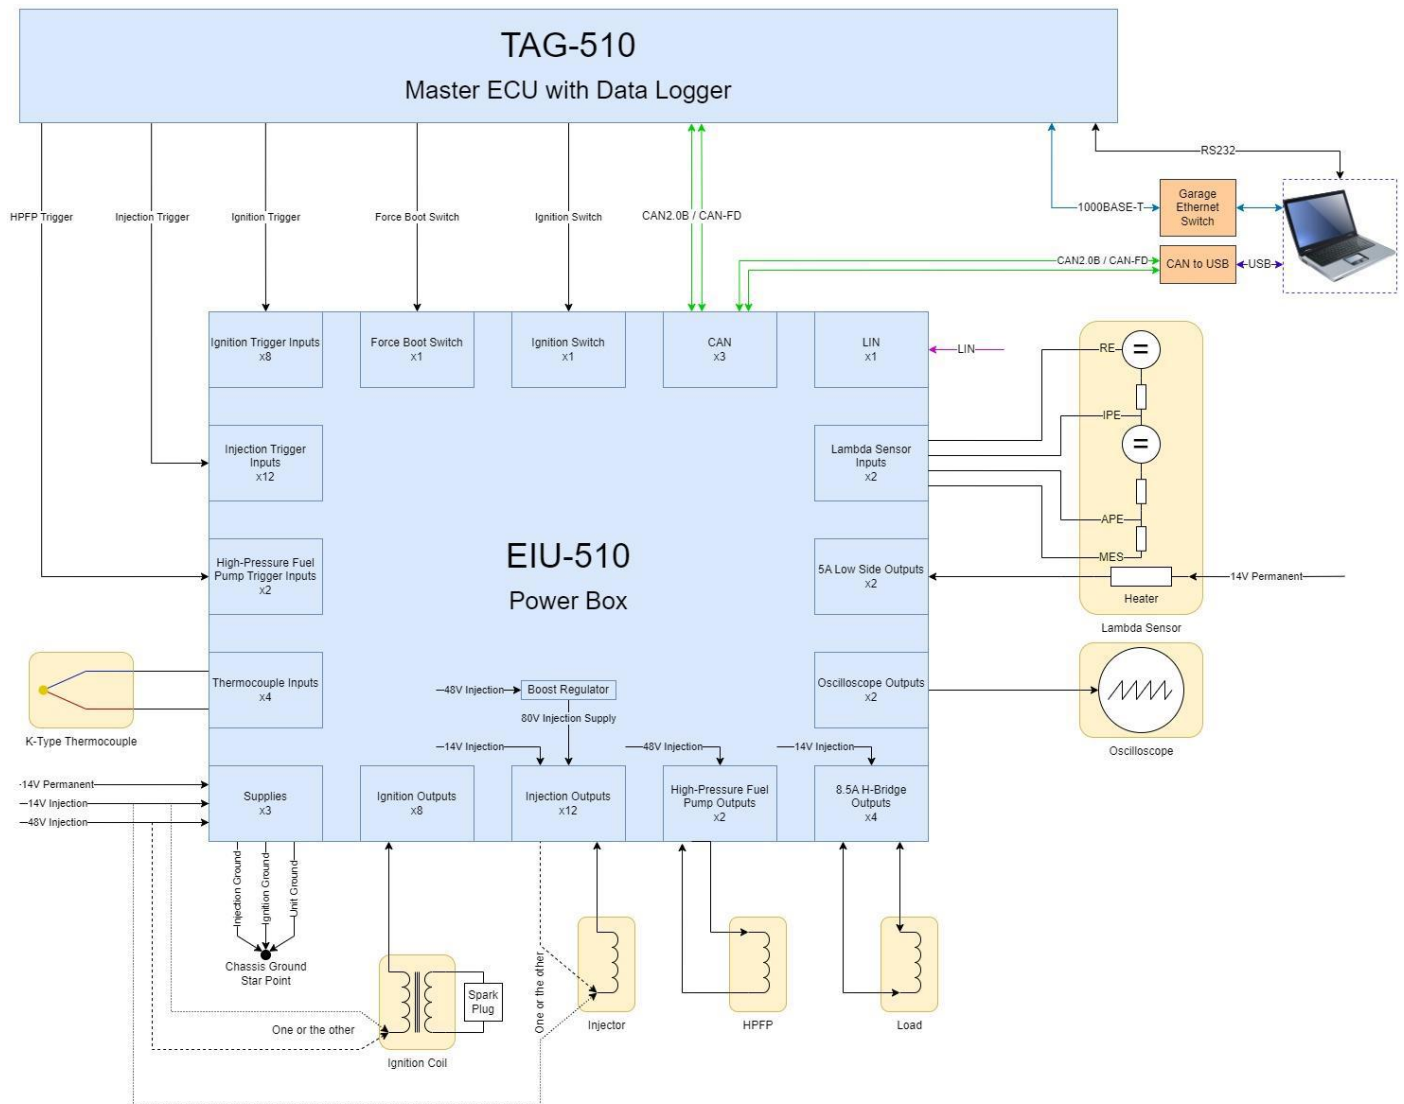 TAG-510
Master ECU with Data Logger
RS232
HPFP Trigger
Injection Trigger
Ignition Trigger
Force Boot Switch
Ignition Switch
CAN2.0B / CAN-FD
1000BASE-T
Garage
Ethernet
Switch
CAN2.0B / CAN-FD
CAN to USB
USB
Ignition Trigger Inputs
x8
Force Boot Switch
x1
Ignition Switch
x1
CAN
x3
LIN
x1
LIN
RE
=
IPE
=
APE
MES
Injection Trigger
Inputs
x12
Lambda Sensor
Inputs
x2
EIU-510
Power Box
High-Pressure Fuel
Pump Trigger Inputs
x2
5A Low Side Outputs
x2
14V Permanent
Heater
Lambda Sensor
Thermocouple Inputs
x4
K-Type Thermocouple
48V Injection
Boost Regulator
80V Injection Supply
Oscilloscope Outputs
x2
Oscilloscope
14V Injection
48V Injection
14V Injection
14V Permanent
14V Injection
48V Injection
Supplies
x3
Ignition Outputs
x8
Injection Outputs
x12
High-Pressure Fuel
Pump Outputs
x2
8.5A H-Bridge
Outputs
x4
Injection Ground
Ignition Ground
Unit Ground
Chassis Ground
Star Point
One or the other
Spark
Plug
Ignition Coil
One or the other
Injector
HPFP
Load